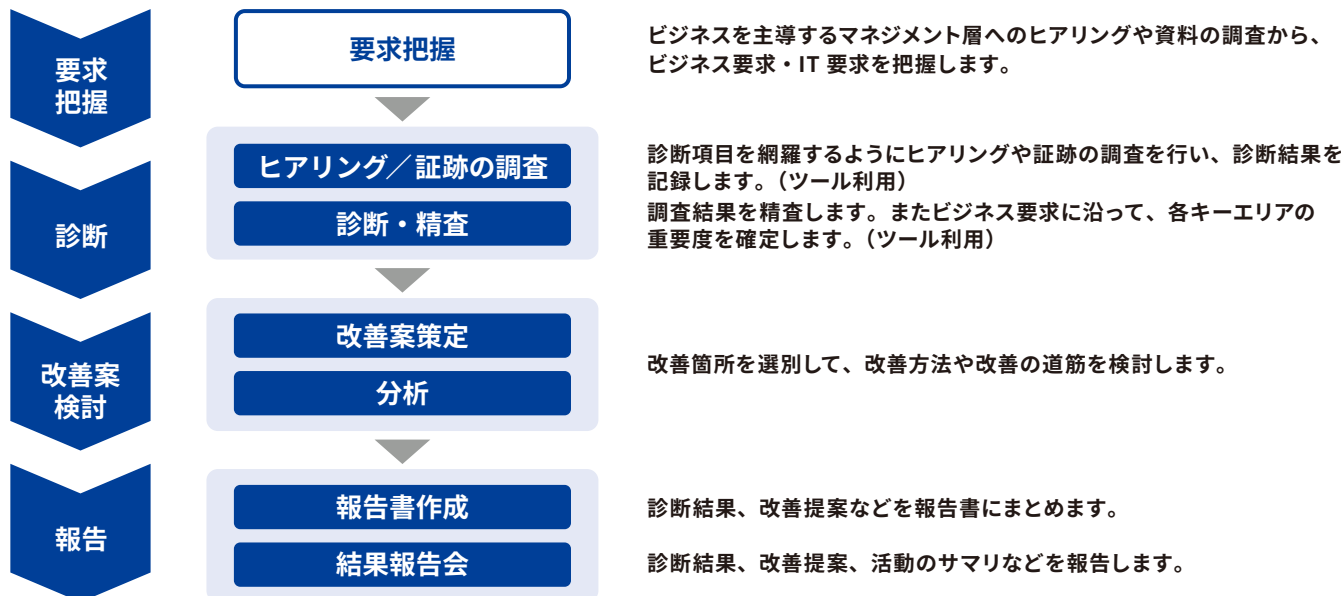 要求
把握
要求把握
ビジネスを主導するマネジメント層へのヒアリングや資料の調査から、
ビジネス要求・IT 要求を把握します。
診断
ヒアリング／証跡の調査
診断・精査
診断項目を網羅するようにヒアリングや証跡の調査を行い、診断結果を
記録します。（ツール利用）
調査結果を精査します。またビジネス要求に沿って、各キーエリアの
重要度を確定します。（ツール利用）
改善案
検討
改善案策定
分析
改善箇所を選別して、改善方法や改善の道筋を検討します。
報告
報告書作成
診断結果、改善提案などを報告書にまとめます。
結果報告会
診断結果、改善提案、活動のサマリなどを報告します。